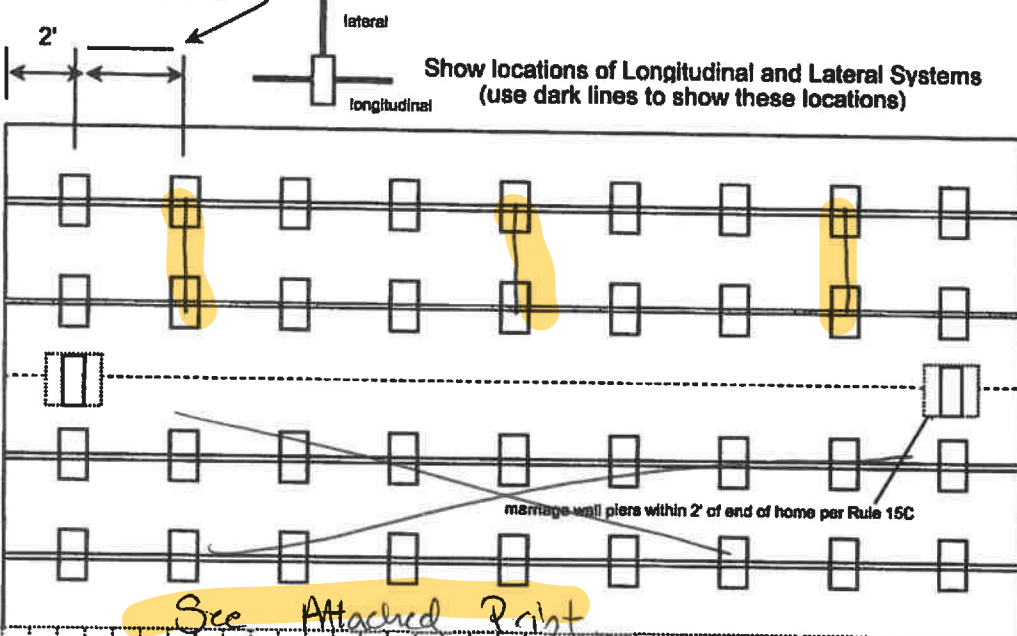 lateral
2'
longitudinal
Show locations of Longitudinal and Lateral Systems
(use dark lines to show these locations)
marriage wall piers within 2' of end of home per Rule 15C
See Attached Print